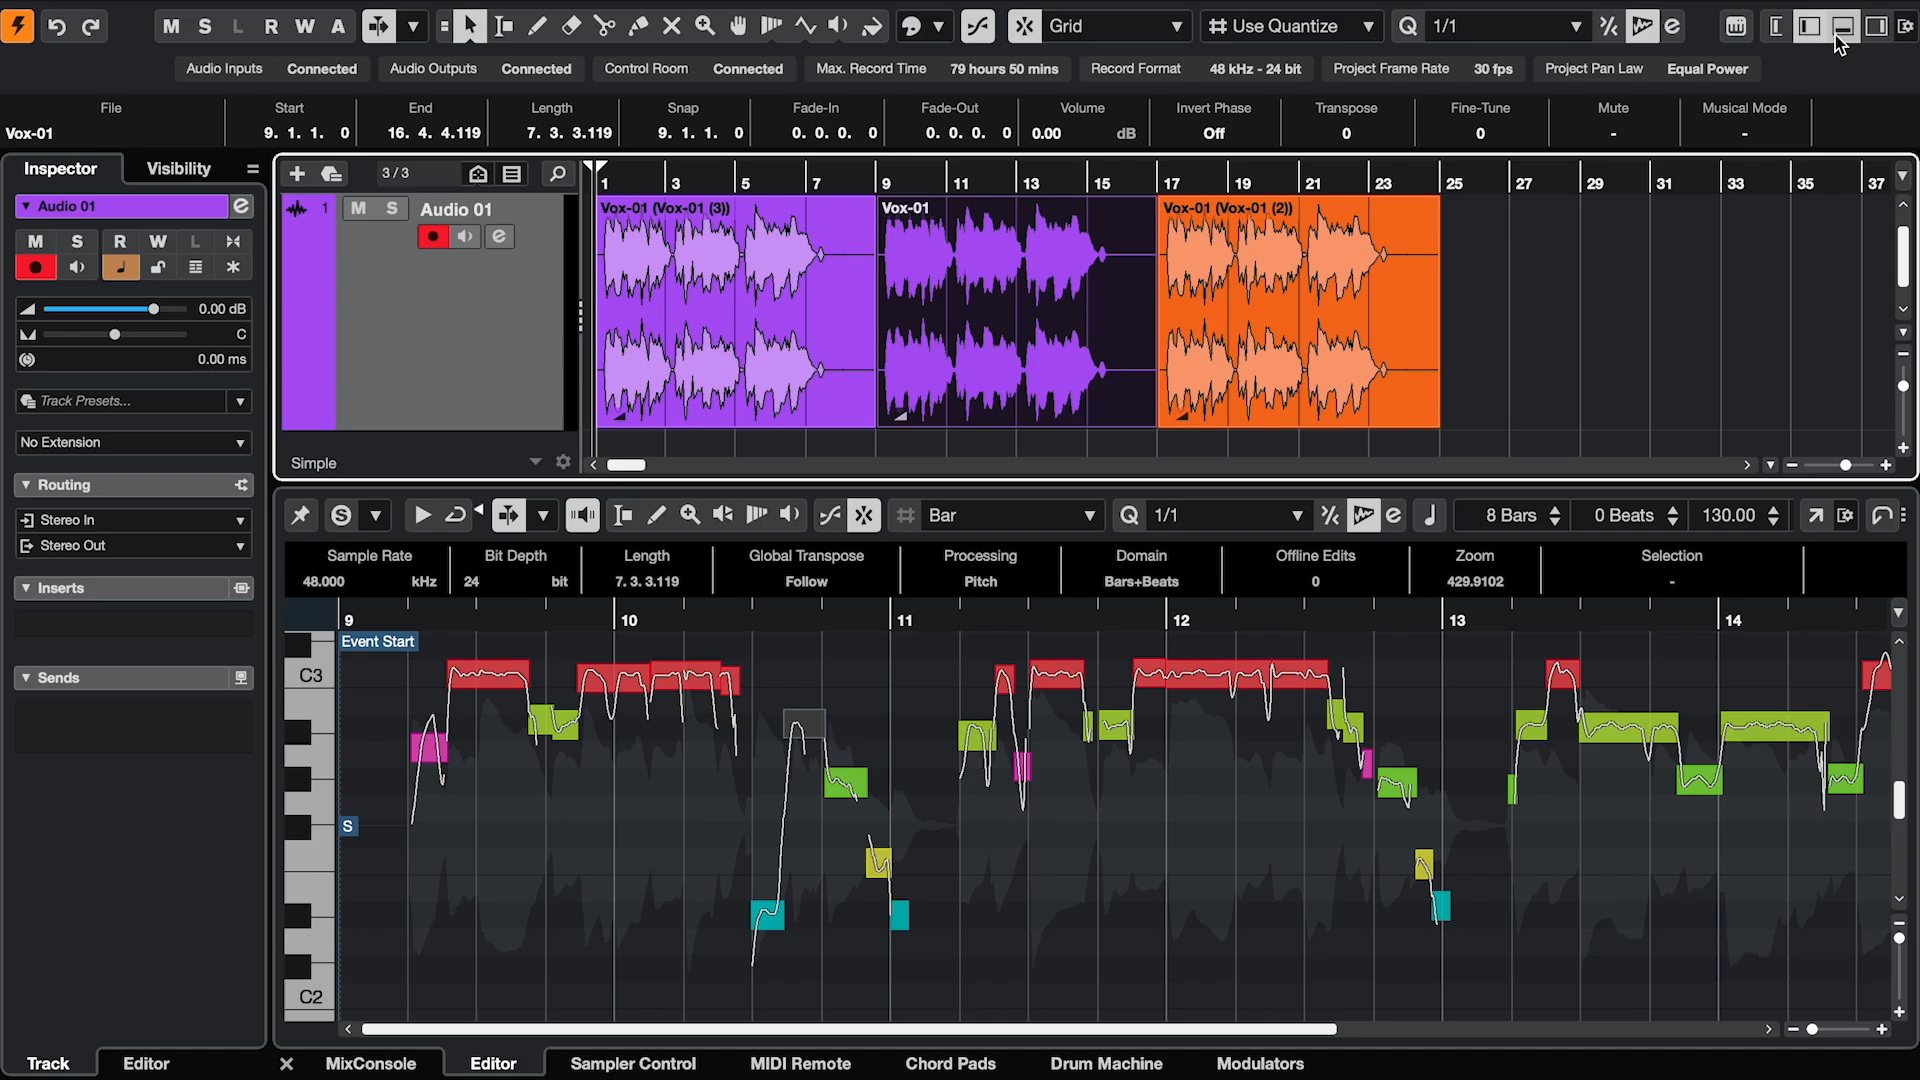 M S L R W A Grid Use Quantize Q 1/1 e
Audio Inputs Connected Audio Outputs Connected Control Room Connected Max. Record Time 79 hours 50 mins Record Format 48 kHz - 24 bit Project Frame Rate 30 fps Project Pan Law Equal Power
File Start End Length Snap Fade-In Fade-Out Volume Invert Phase Transpose Fine-Tune Mute Musical Mode
Vox-01 9. 1. 1. 0 16. 4. 4.119 7. 3. 3.119 9. 1. 1. 0 0. 0. 0. 0 0. 0. 0. 0 0.00 dB Off 0 0 - -
Inspector Visibility
3/3
1 3 5 7 9 11 13 15 17 19 21 23 25 27 29 31 33 35 37
Audio 01 e
1 M S Audio 01
e
Vox-01 (Vox-01 (3)) Vox-01 Vox-01 (Vox-01 (2))
M S R W L
0.00 dB
C
0.00 ms
Track Presets...
No Extension
Simple
Routing
Stereo In
Stereo Out
Inserts
Sends
S Bar Q 1/1 e 8 Bars 0 Beats 130.00
Sample Rate Bit Depth Length Global Transpose Processing Domain Offline Edits Zoom Selection
48.000 kHz 24 bit 7. 3. 3.119 Follow Pitch Bars+Beats 0 429.9102 -
9 10 11 12 13 14
Event Start
C3
S
C2
Track Editor MixConsole Editor Sampler Control MIDI Remote Chord Pads Drum Machine Modulators